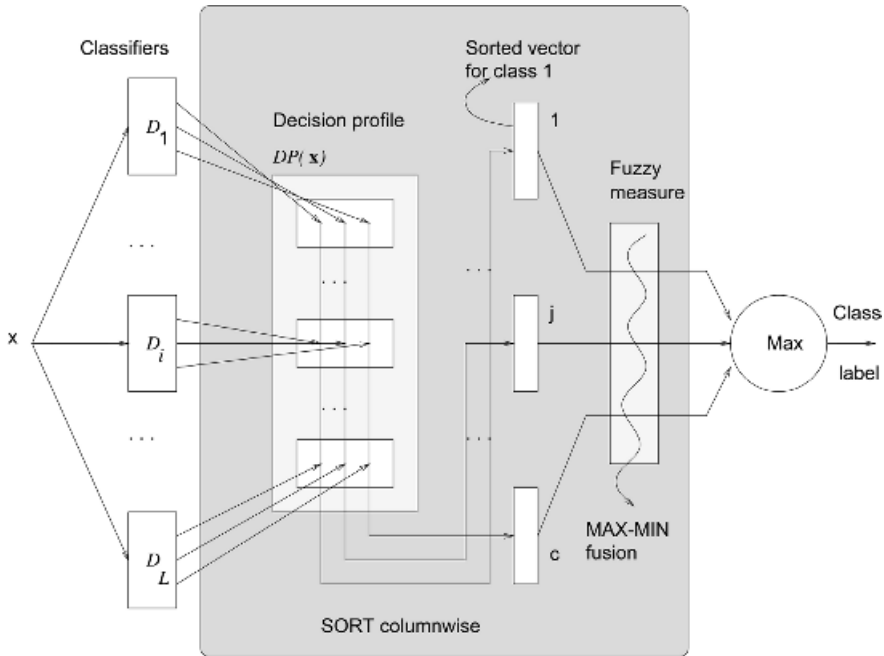 Classifiers
Sorted vector
for class 1
D1
1
Decision profile
DP( x )
Fuzzy
measure
. . .
. . .
. . .
x
Di
j
Max
Class
label
. . .
. . .
. . .
DL
c
MAX-MIN
fusion
SORT columnwise